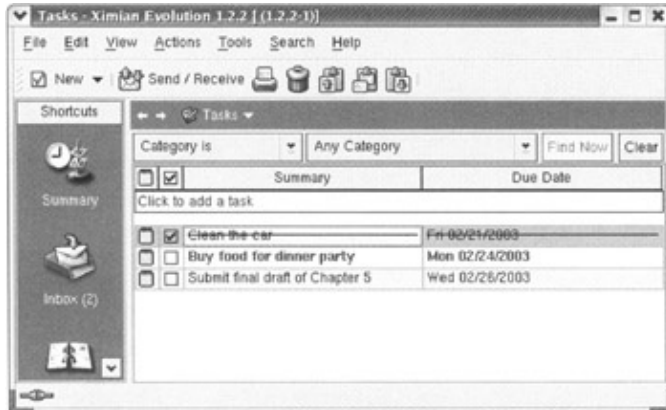 Tasks - Ximian Evolution 1.2.2 [ (1.2.2-1)]
File Edit View Actions Tools Search Help
New Send / Receive
Shortcuts Tasks
Category is Any Category Find Now Clear
Summary Due Date
Summary
Click to add a task
Clean the car Fri 02/21/2003
Buy food for dinner party Mon 02/24/2003
Submit final draft of Chapter 5 Wed 02/26/2003
Inbox (2)